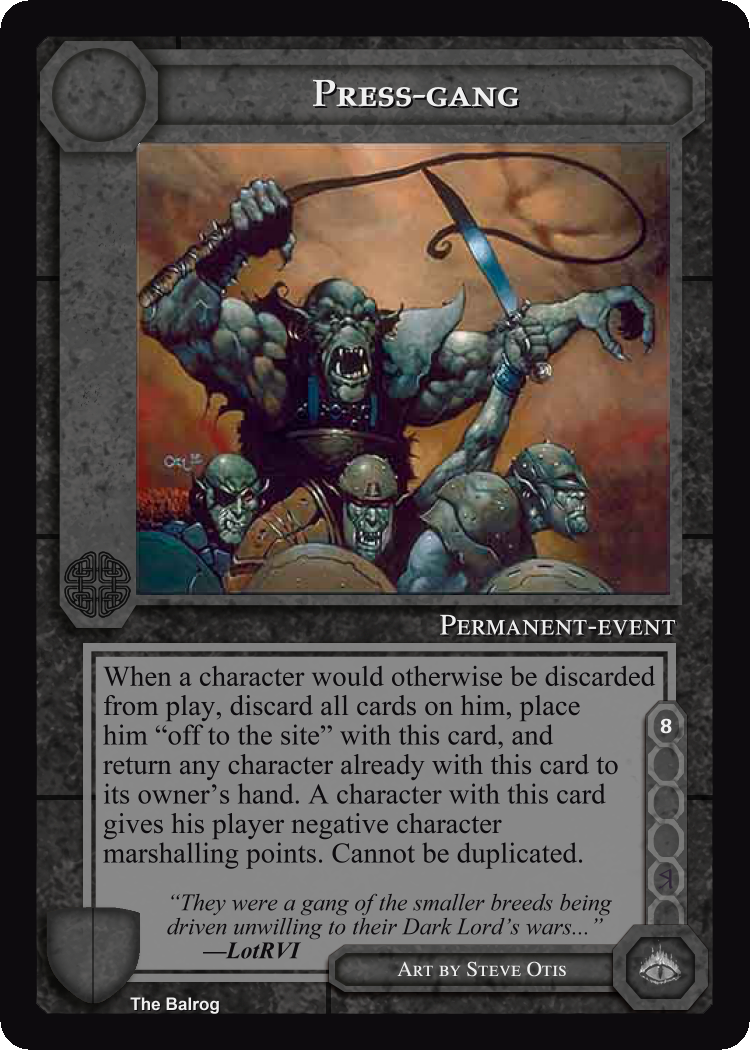 Press-gang
Permanent-event
When a character would otherwise be discarded
from play, discard all cards on him, place
him “off to the site” with this card, and
return any character already with this card to
its owner’s hand. A character with this card
gives his player negative character
marshalling points. Cannot be duplicated.
8
“They were a gang of the smaller breeds being
driven unwilling to their Dark Lord’s wars...”
—LotRVI
Art by Steve Otis
The Balrog